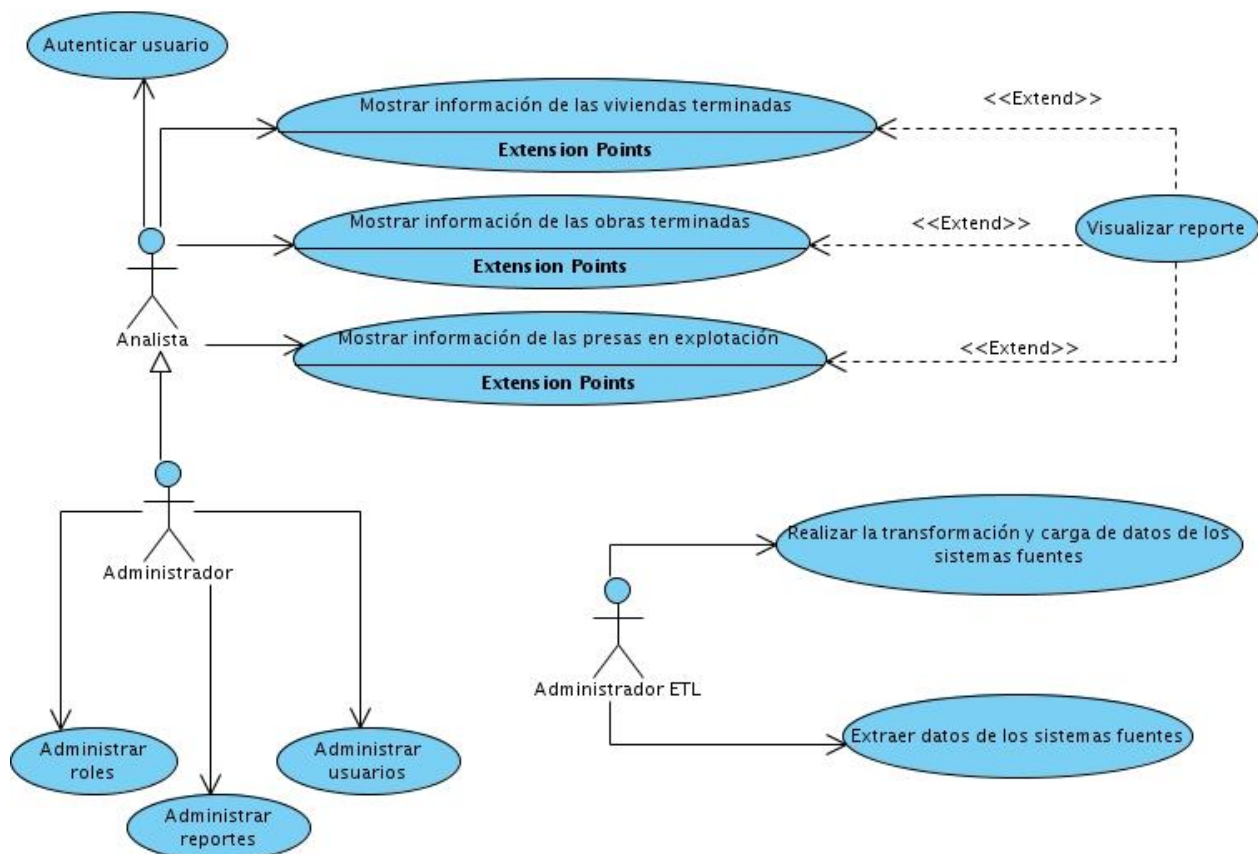 Autenticar usuario
Mostrar información de las viviendas terminadas
Extension Points
<<Extend>>
Mostrar información de las obras terminadas
Extension Points
<<Extend>>
Visualizar reporte
Analista
Mostrar información de las presas en explotación
Extension Points
<<Extend>>
Administrador
Realizar la transformación y carga de datos de los
sistemas fuentes
Administrador ETL
Extraer datos de los sistemas fuentes
Administrar
roles
Administrar
usuarios
Administrar
reportes